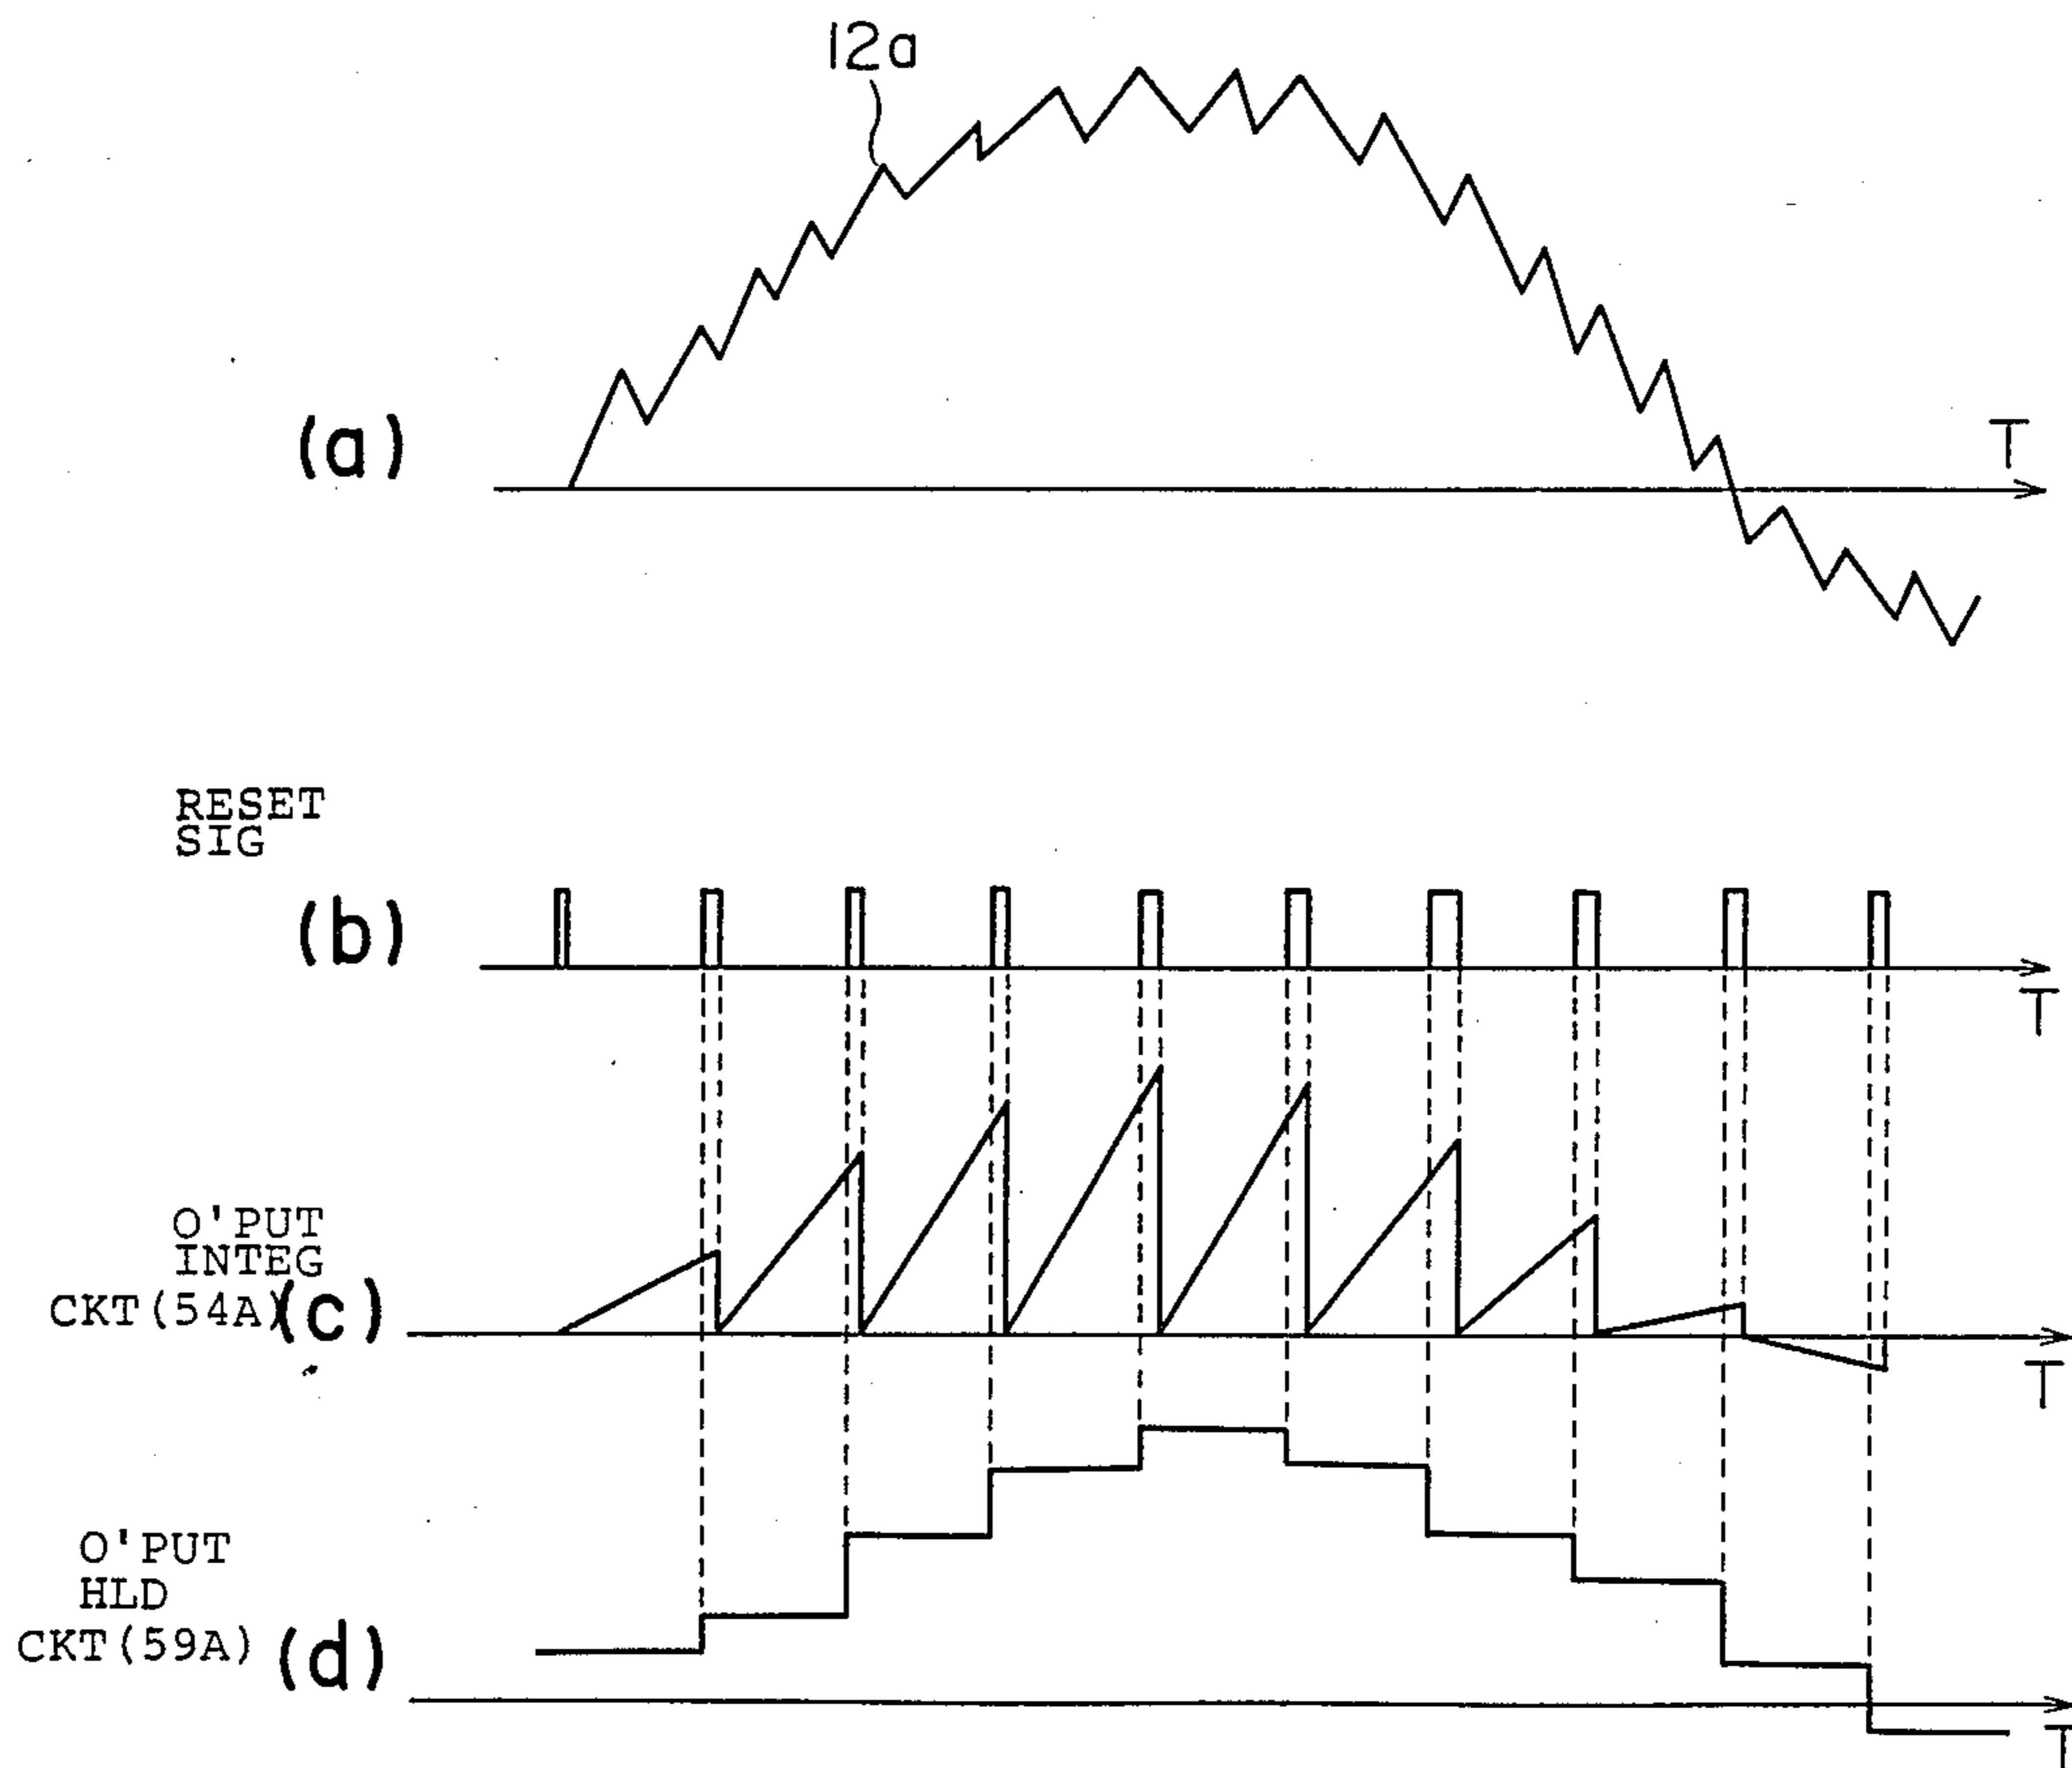 12a
(a)
T
RESET
SIG
(b)
T
O'PUT
INTEG
CKT(54A)
(c)
T
O'PUT
HLD
CKT(59A)
(d)
T